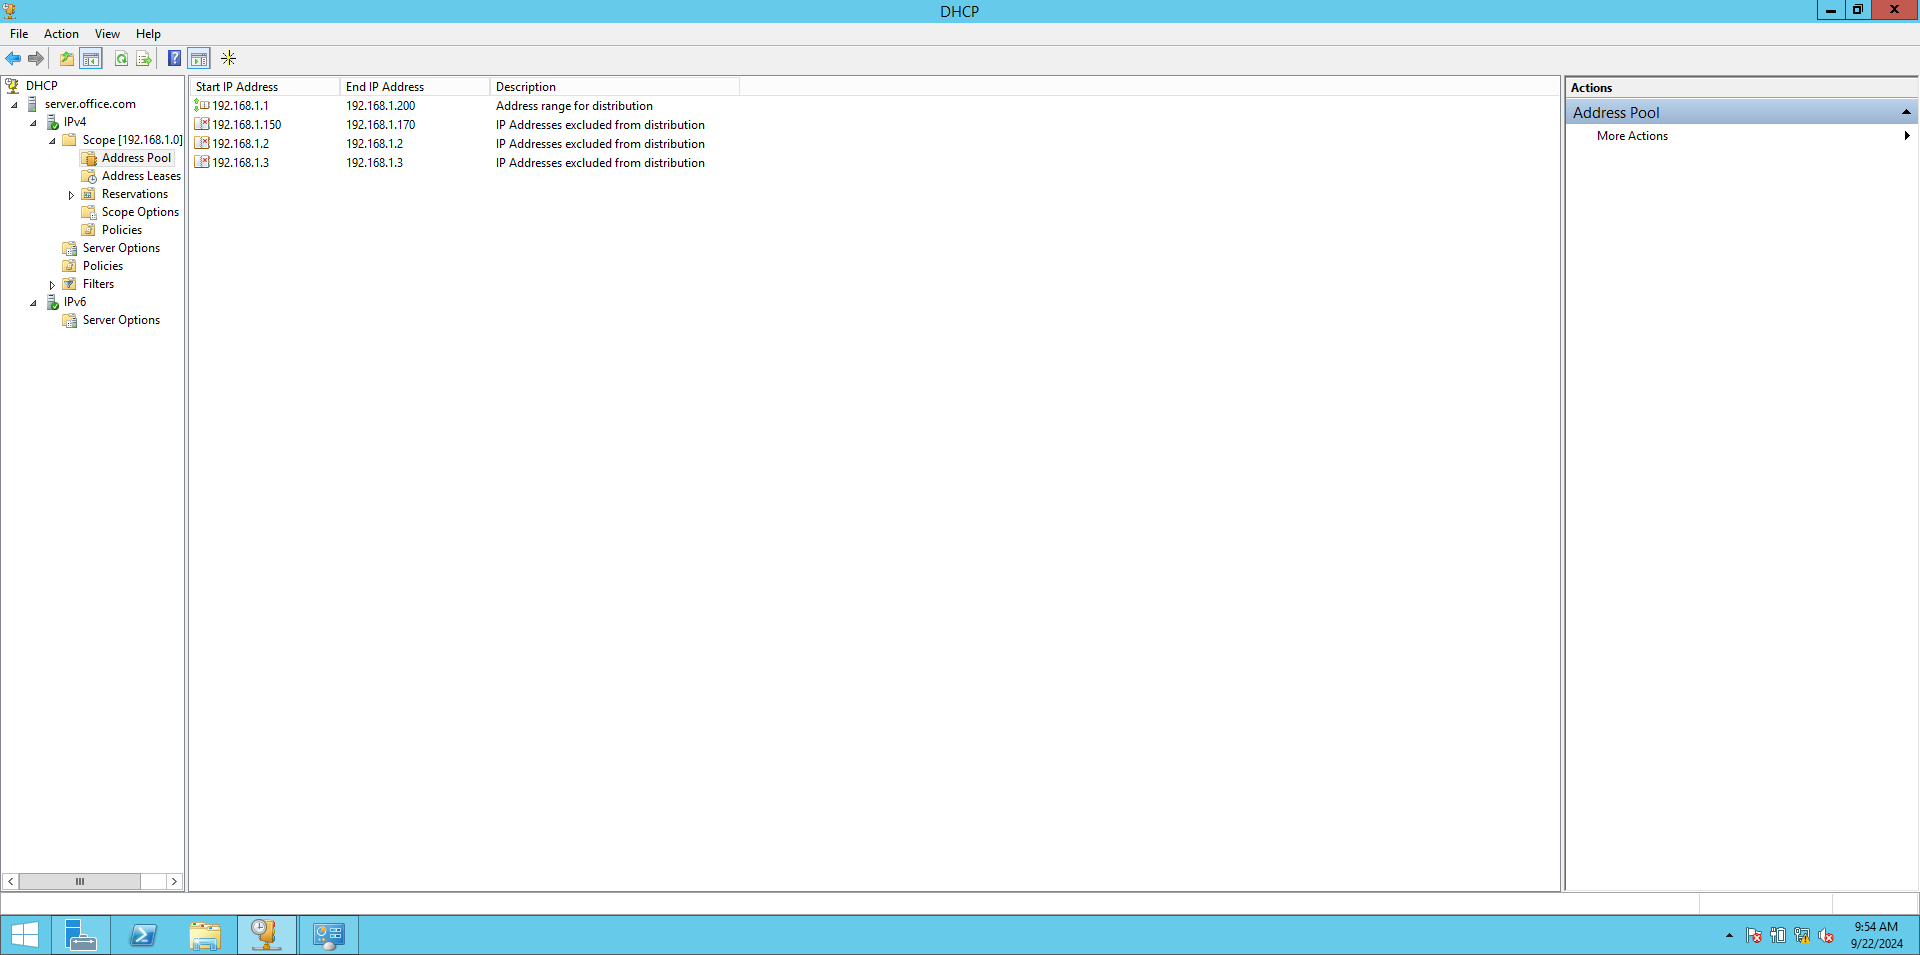 DHCP
File Action View Help
DHCP
server.office.com
IPv4
Scope [192.168.1.0]
Address Pool
Address Leases
Reservations
Scope Options
Policies
Server Options
Policies
Filters
IPv6
Server Options
Start IP Address End IP Address Description
192.168.1.1 192.168.1.200 Address range for distribution
192.168.1.150 192.168.1.170 IP Addresses excluded from distribution
192.168.1.2 192.168.1.2 IP Addresses excluded from distribution
192.168.1.3 192.168.1.3 IP Addresses excluded from distribution
Actions
Address Pool
More Actions
9:54 AM
9/22/2024